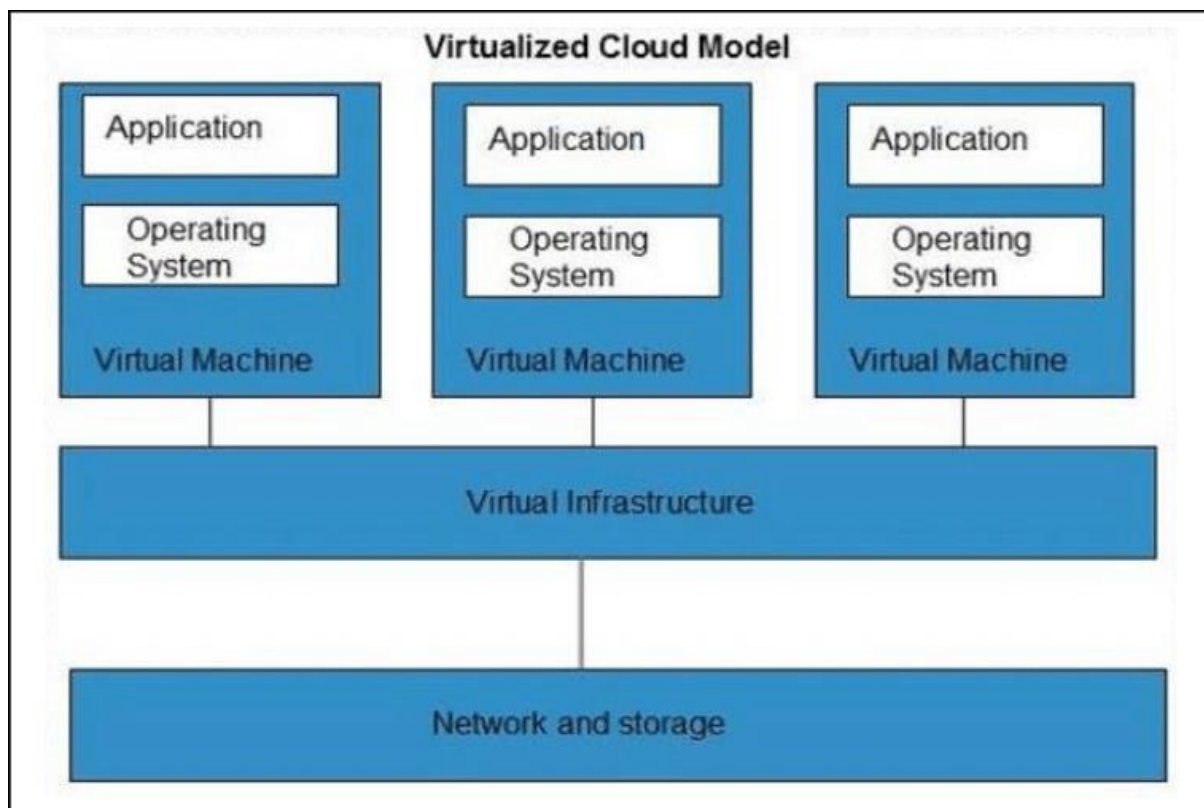 Virtualized Cloud Model
Application
Operating
System
Virtual Machine
Application
Operating
System
Virtual Machine
Application
Operating
System
Virtual Machine
Virtual Infrastructure
Network and storage